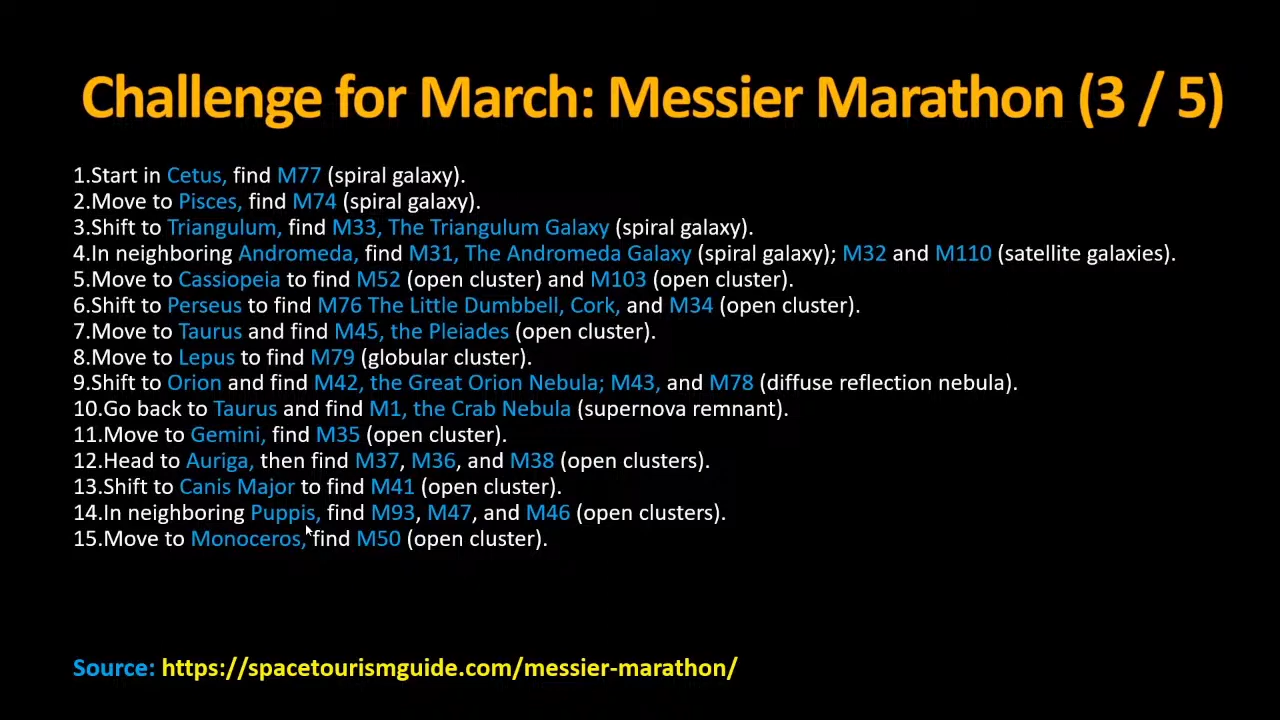 Challenge for March: Messier Marathon (3 / 5)
1.Start in Cetus, find M77 (spiral galaxy).
2.Move to Pisces, find M74 (spiral galaxy).
3.Shift to Triangulum, find M33, The Triangulum Galaxy (spiral galaxy).
4.In neighboring Andromeda, find M31, The Andromeda Galaxy (spiral galaxy); M32 and M110 (satellite galaxies).
5.Move to Cassiopeia to find M52 (open cluster) and M103 (open cluster).
6.Shift to Perseus to find M76 The Little Dumbbell, Cork, and M34 (open cluster).
7.Move to Taurus and find M45, the Pleiades (open cluster).
8.Move to Lepus to find M79 (globular cluster).
9.Shift to Orion and find M42, the Great Orion Nebula; M43, and M78 (diffuse reflection nebula).
10.Go back to Taurus and find M1, the Crab Nebula (supernova remnant).
11.Move to Gemini, find M35 (open cluster).
12.Head to Auriga, then find M37, M36, and M38 (open clusters).
13.Shift to Canis Major to find M41 (open cluster).
14.In neighboring Puppis, find M93, M47, and M46 (open clusters).
15.Move to Monoceros, find M50 (open cluster).
Source: https://spacetourismguide.com/messier-marathon/